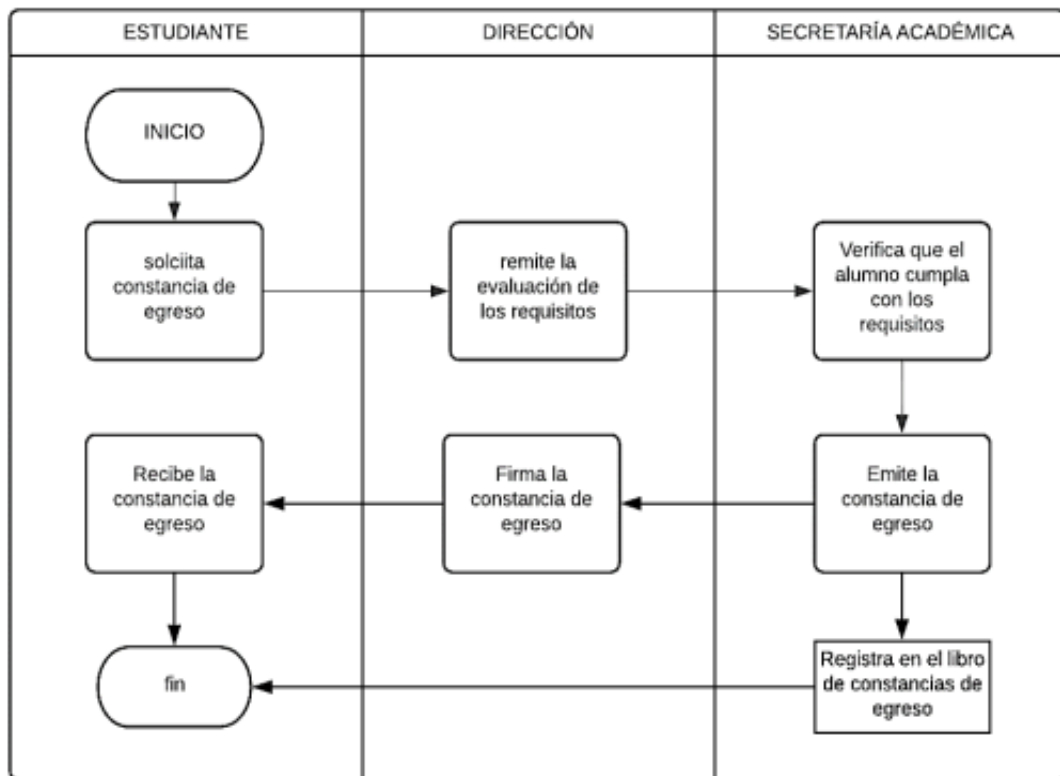 ESTUDIANTE
DIRECCIÓN
SECRETARÍA ACADÉMICA
INICIO
solciita
constancia de
egreso
remite la
evaluación de
los requisitos
Verifica que el
alumno cumpla
con los
requisitos
Recibe la
constancia de
egreso
Firma la
constancia de
egreso
Emite la
constancia de
egreso
fin
Registra en el libro
de constancias de
egreso